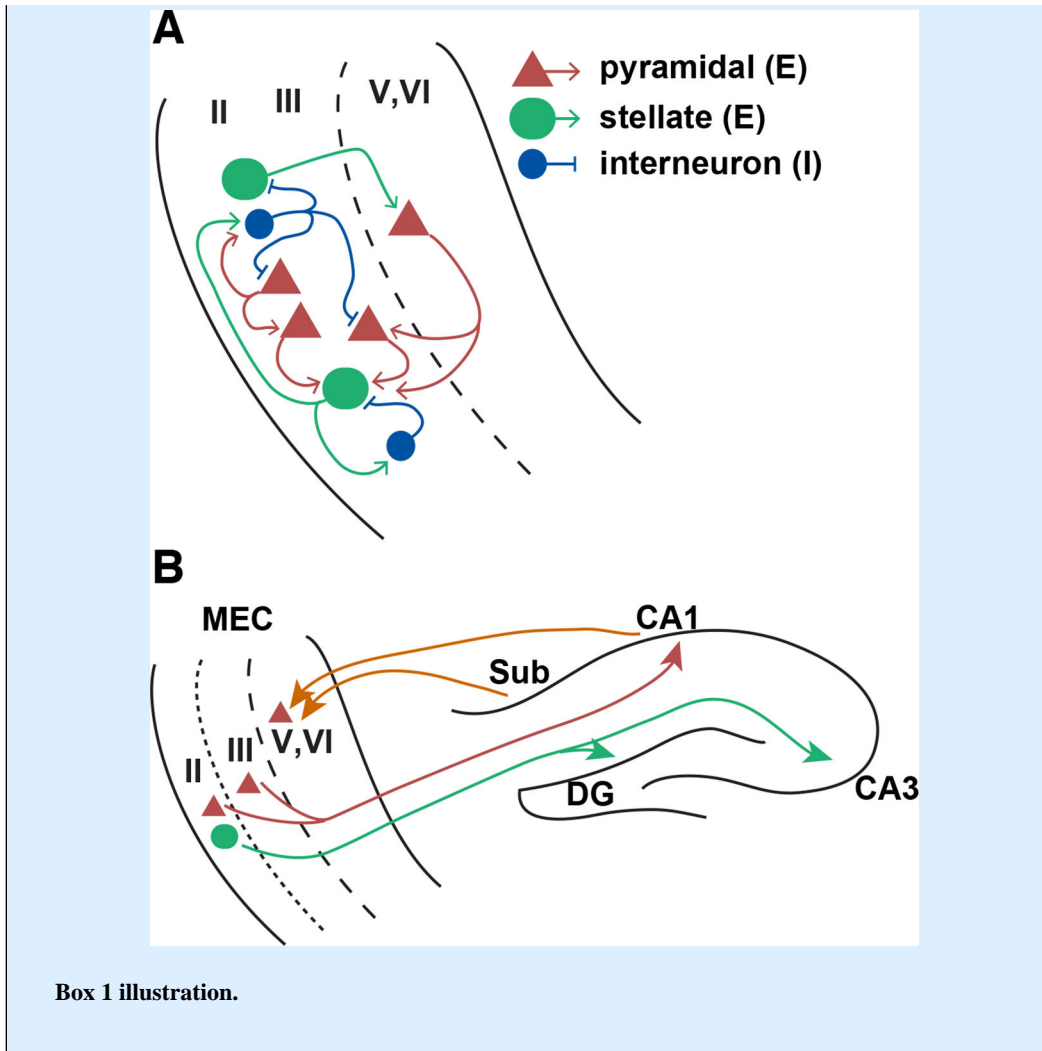 A
II III V,VI
pyramidal (E)
stellate (E)
interneuron (I)
B
MEC
CA1
Sub
V,VI
III
II
DG
CA3
Box 1 illustration.